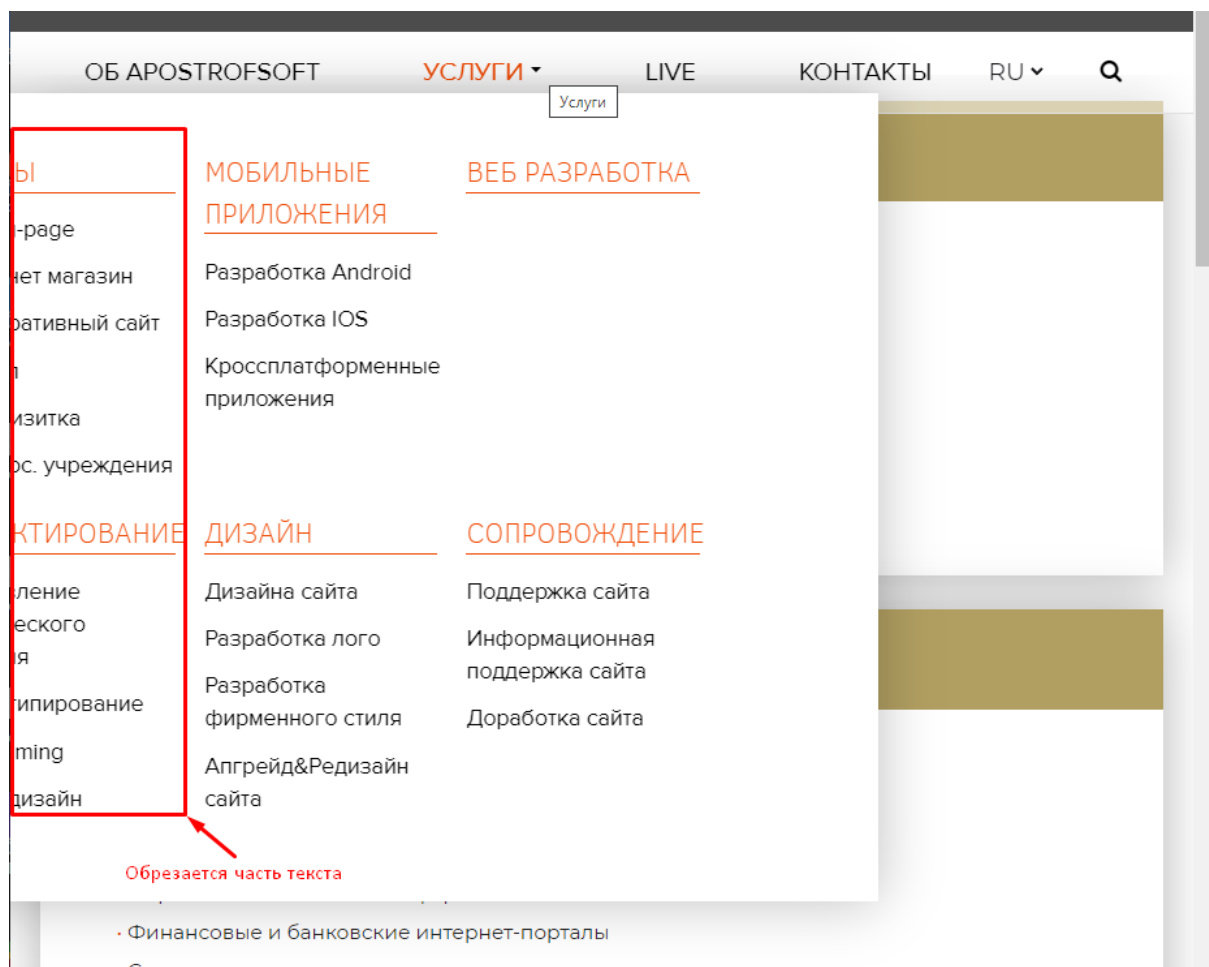 ОБ APOSTROFSOFT УСЛУГИ LIVE КОНТАКТЫ RU
Услуги
Ы
-page
нет магазин
ративный сайт
л
изитка
ос. учреждения
МОБИЛЬНЫЕ
ПРИЛОЖЕНИЯ
Разработка Android
Разработка IOS
Кроссплатформенные
приложения
ВЕБ РАЗРАБОТКА
КТИРОВАНИЕ
ление
еского
ия
типирование
ming
дизайн
ДИЗАЙН
Дизайна сайта
Разработка лого
Разработка
фирменного стиля
Апгрейд&Редизайн
сайта
СОПРОВОЖДЕНИЕ
Поддержка сайта
Информационная
поддержка сайта
Доработка сайта
Обрезается часть текста
· Финансовые и банковские интернет-порталы